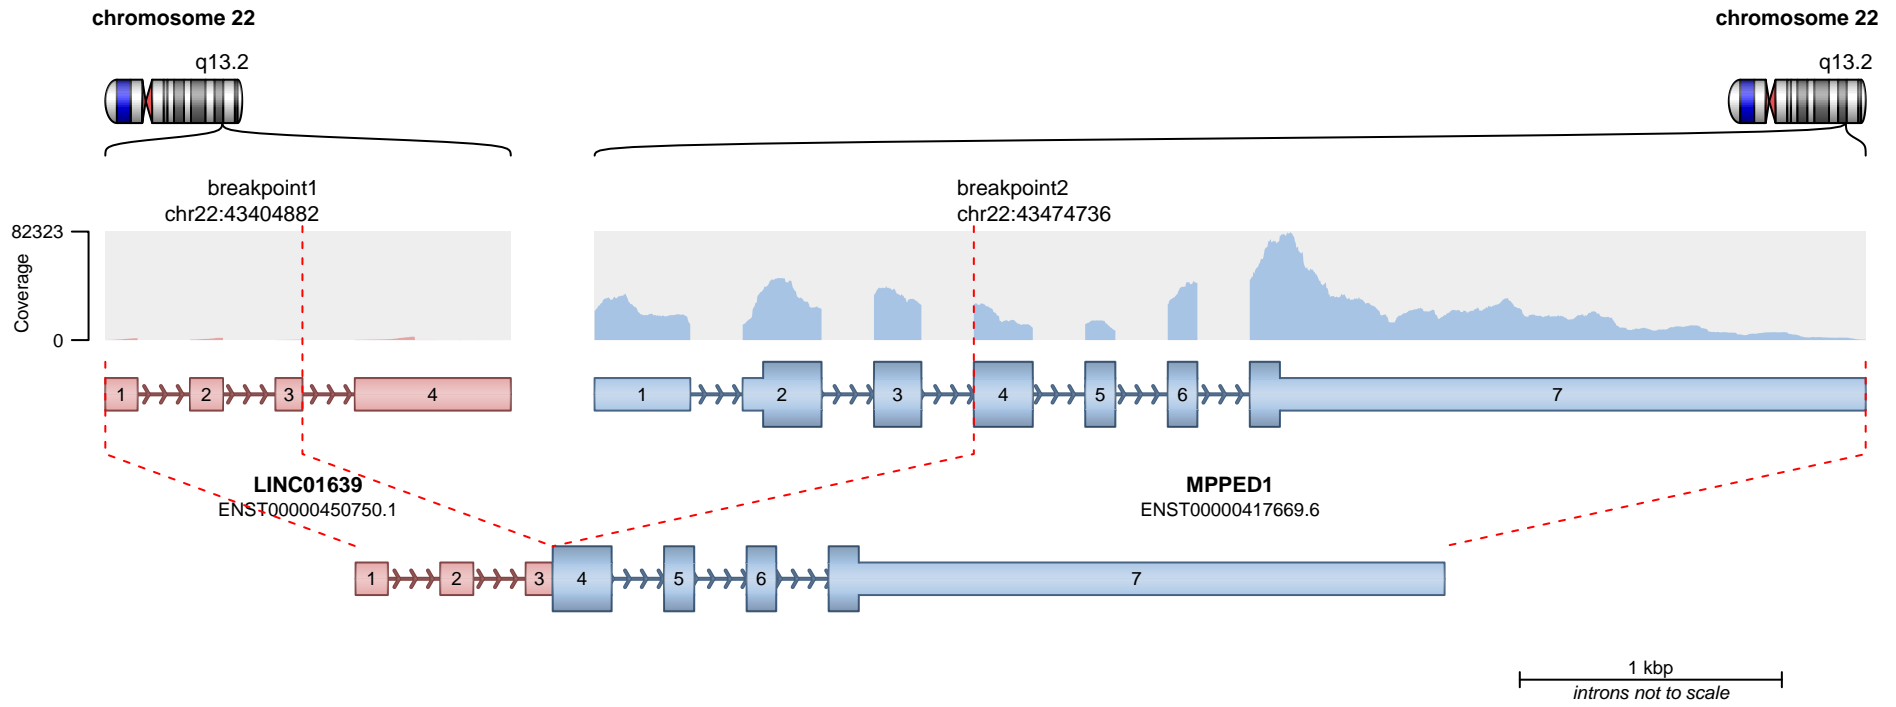 chromosome 22
chromosome 22
q13.2
q13.2
breakpoint1
chr22:43404882
breakpoint2
chr22:43474736
82323
Coverage
0
1 2 3 4
1 2 3 4 5 6 7
LINC01639
ENST00000450750.1
MPPED1
ENST00000417669.6
1 2 3 4 5 6 7
1 kbp
introns not to scale